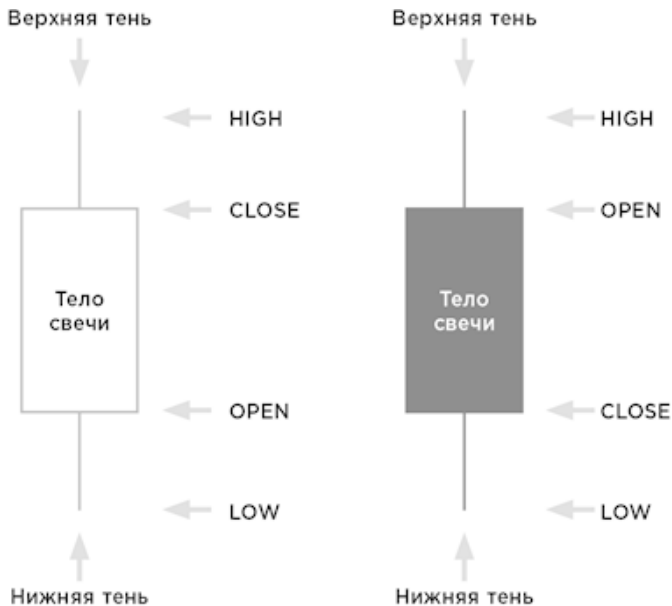 Верхняя тень
HIGH
CLOSE
Тело
свечи
OPEN
LOW
Нижняя тень
Верхняя тень
HIGH
OPEN
Тело
свечи
CLOSE
LOW
Нижняя тень